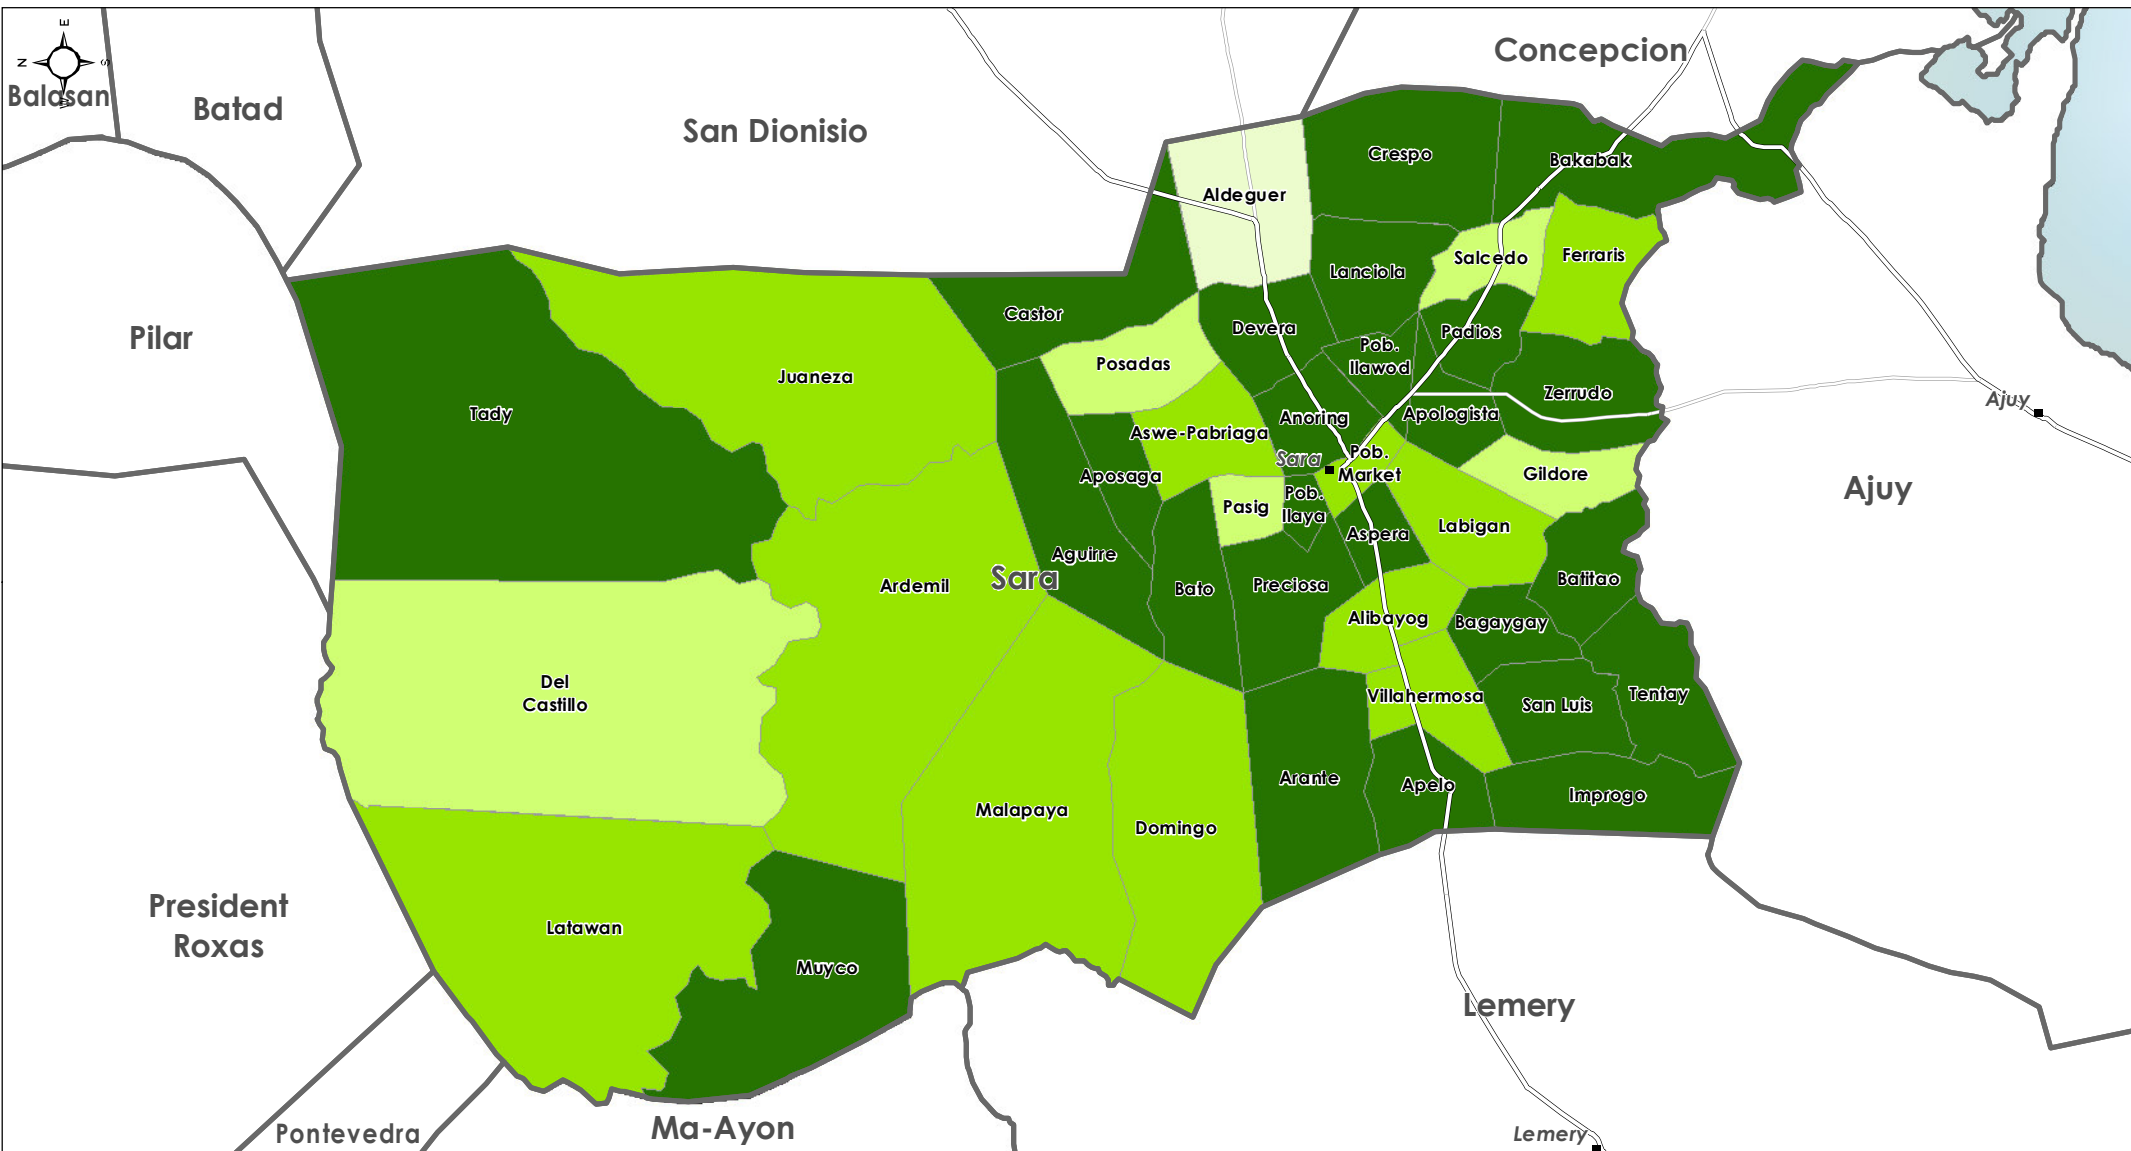 E
N
S
W
Balasan
Batad
San Dionisio
Concepcion
Pilar
Crespo
Bakabak
Aldeguer
Ferraris
Salcedo
Lanciola
Castor
Devera
Padios
Pob.
Ilawod
Posadas
Juaneza
Zerrudo
Tady
Apologista
Anoring
Ajuy
Aswe-Pabriaga
Sara
Pob.
Market
Aposaga
Gildore
Ajuy
Pasig
Pob.
Ilaya
Labigan
Aspera
Aguirre
Sara
Ardemil
Bato
Preciosa
Batitao
Alibayog
Bagaygay
Del
Castillo
Villahermosa
San Luis
Tentay
Arante
Apelo
Improgo
Malapaya
Domingo
President
Roxas
Latawan
Muyco
Lemery
Pontevedra
Ma-Ayon
Lemery